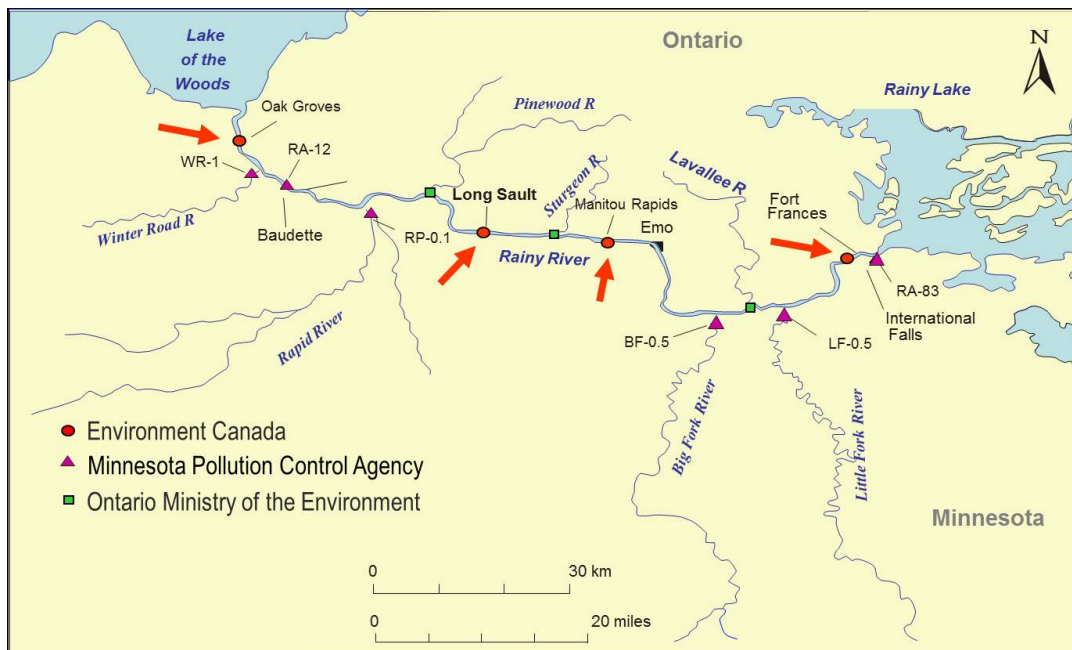 Lake
of the
Woods
Ontario
N
Rainy Lake
Oak Groves
Pinewood R
WR-1
RA-12
Lavallee R
Long Sault
Sturgeon R
Manitou Rapids
Fort
Frances
Winter Road R
Baudette
RP-0.1
Emo
Rainy River
RA-83
International
Falls
Rapid River
BF-0.5
LF-0.5
Big Fork River
Little Fork River
Environment Canada
Minnesota Pollution Control Agency
Ontario Ministry of the Environment
Minnesota
0 30 km
0 20 miles